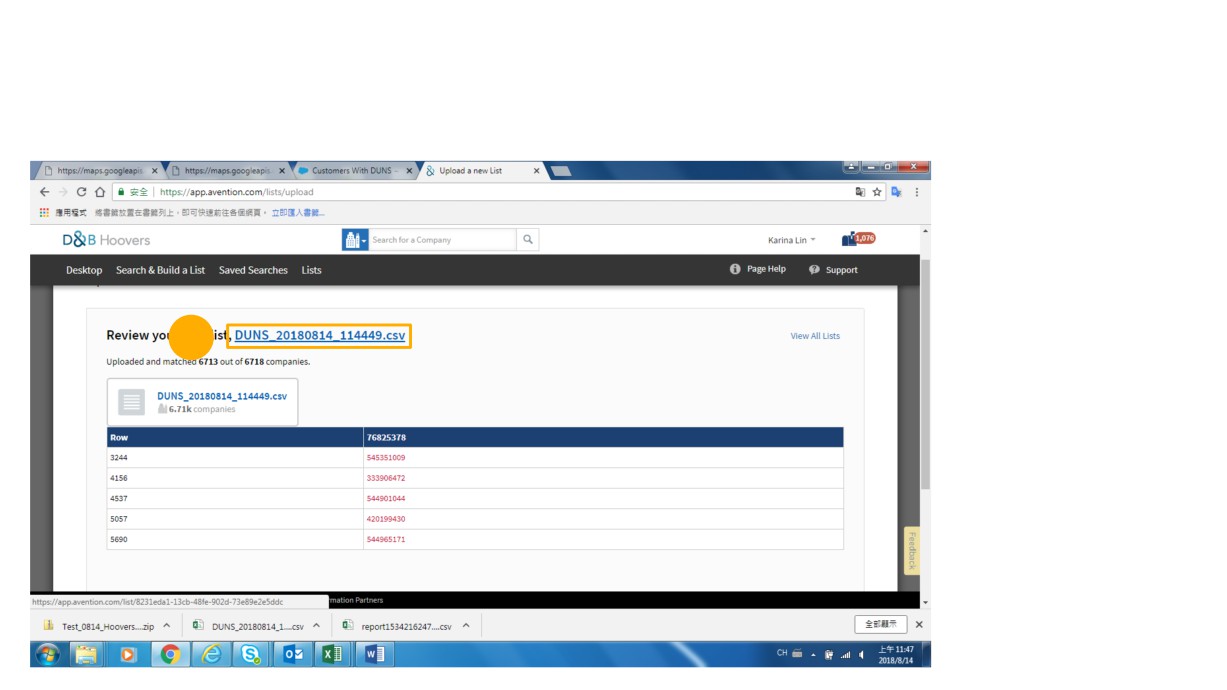 https://maps.googleapis × https://maps.googleapis × Customers With DUNS - × Upload a new List ×
安全 | https://app.avention.com/lists/upload
應用程式 將書籤放置在書籤列上，即可快速前往各個網頁。 立即匯入書籤...
D&B Hoovers Search for a Company Karina Lin 1,076
Desktop Search & Build a List Saved Searches Lists Page Help Support
Review yo ist, DUNS_20180814_114449.csv View All Lists
Uploaded and matched 6713 out of 6718 companies.
DUNS_20180814_114449.csv
6.71k companies
Row 76825378
3244 545351009
4156 333906472
4537 544901044
5057 420199430
5690 544965171
Feedback
https://app.avention.com/list/8231eda1-13cb-48fe-902d-73e89e2e5ddc rmation Partners
Test_0814_Hoovers....zip DUNS_20180814_1....csv report1534216247....csv 全部顯示 ×
CH 上午 11:47
2018/8/14